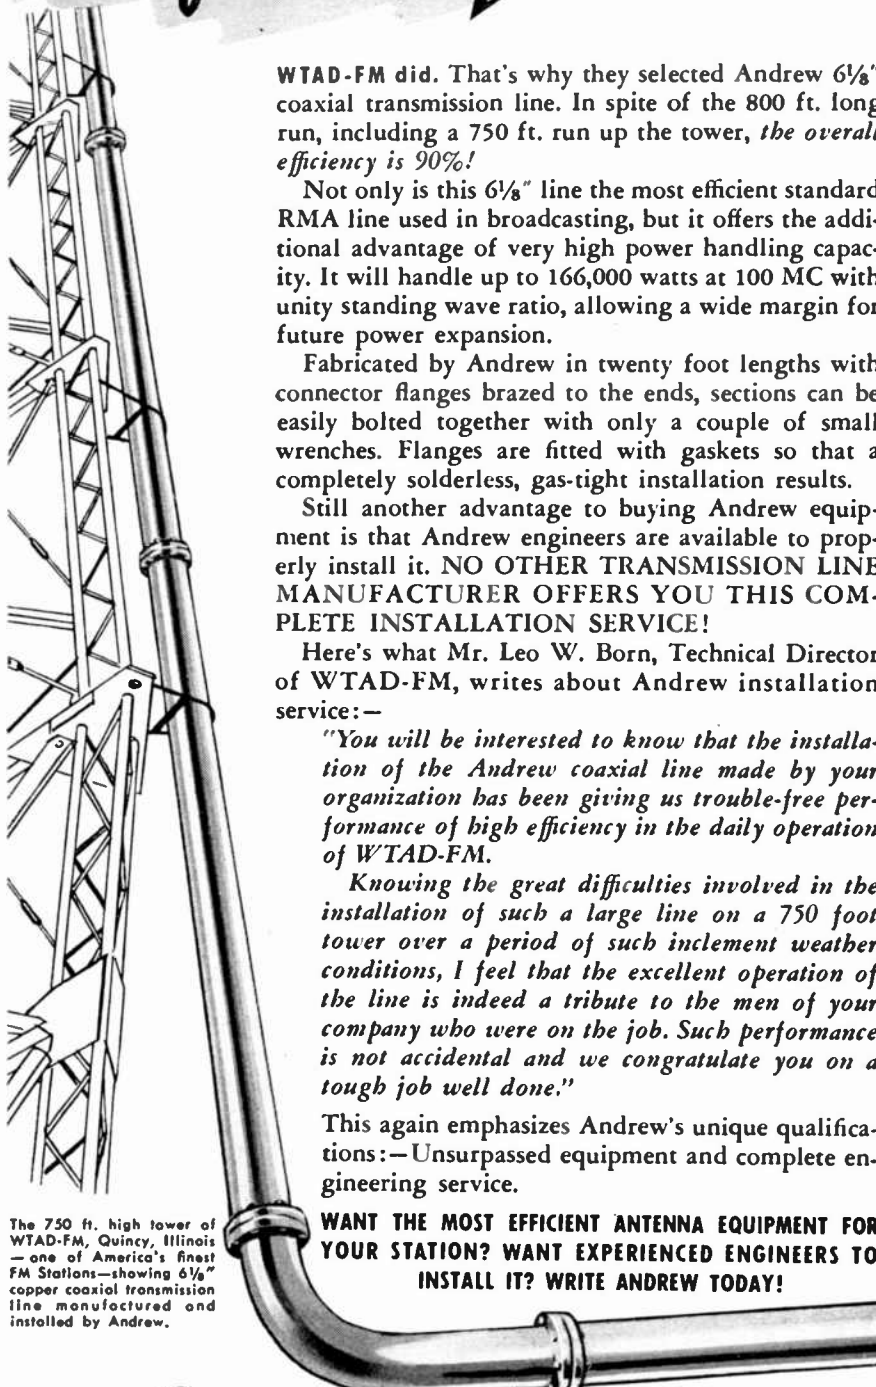 WTAD-FM did. That's why they selected Andrew 6⅛"
coaxial transmission line. In spite of the 800 ft. long
run, including a 750 ft. run up the tower, the overall
efficiency is 90%!
Not only is this 6⅛" line the most efficient standard
RMA line used in broadcasting, but it offers the addi-
tional advantage of very high power handling capac-
ity. It will handle up to 166,000 watts at 100 MC with
unity standing wave ratio, allowing a wide margin for
future power expansion.
Fabricated by Andrew in twenty foot lengths with
connector flanges brazed to the ends, sections can be
easily bolted together with only a couple of small
wrenches. Flanges are fitted with gaskets so that a
completely solderless, gas-tight installation results.
Still another advantage to buying Andrew equip-
ment is that Andrew engineers are available to prop-
erly install it. NO OTHER TRANSMISSION LINE
MANUFACTURER OFFERS YOU THIS COM-
PLETE INSTALLATION SERVICE!
Here's what Mr. Leo W. Born, Technical Director
of WTAD-FM, writes about Andrew installation
service:—
"You will be interested to know that the installa-
tion of the Andrew coaxial line made by your
organization has been giving us trouble-free per-
formance of high efficiency in the daily operation
of WTAD-FM.
Knowing the great difficulties involved in the
installation of such a large line on a 750 foot
tower over a period of such inclement weather
conditions, I feel that the excellent operation of
the line is indeed a tribute to the men of your
company who were on the job. Such performance
is not accidental and we congratulate you on a
tough job well done."
This again emphasizes Andrew's unique qualifica-
tions:—Unsurpassed equipment and complete en-
gineering service.
WANT THE MOST EFFICIENT ANTENNA EQUIPMENT FOR
YOUR STATION? WANT EXPERIENCED ENGINEERS TO
INSTALL IT? WRITE ANDREW TODAY!
The 750 ft. high tower of
WTAD-FM, Quincy, Illinois
—one of America's finest
FM Stations—showing 6⅛"
copper coaxial transmission
line manufactured and
installed by Andrew.